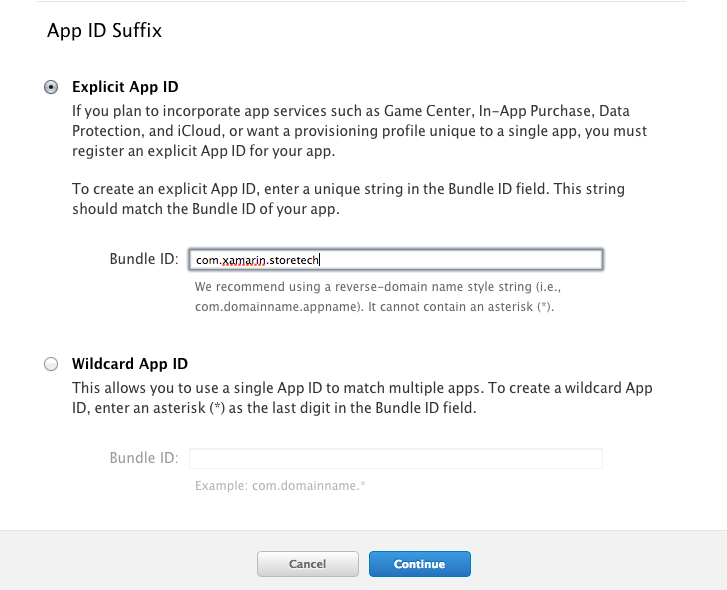 App ID Suffix
Explicit App ID
If you plan to incorporate app services such as Game Center, In-App Purchase, Data
Protection, and iCloud, or want a provisioning profile unique to a single app, you must
register an explicit App ID for your app.
To create an explicit App ID, enter a unique string in the Bundle ID field. This string
should match the Bundle ID of your app.
Bundle ID: com.xamarin.storetech
We recommend using a reverse-domain name style string (i.e.,
com.domainname.appname). It cannot contain an asterisk (*).
Wildcard App ID
This allows you to use a single App ID to match multiple apps. To create a wildcard App
ID, enter an asterisk (*) as the last digit in the Bundle ID field.
Bundle ID:
Example: com.domainname.*
Cancel Continue